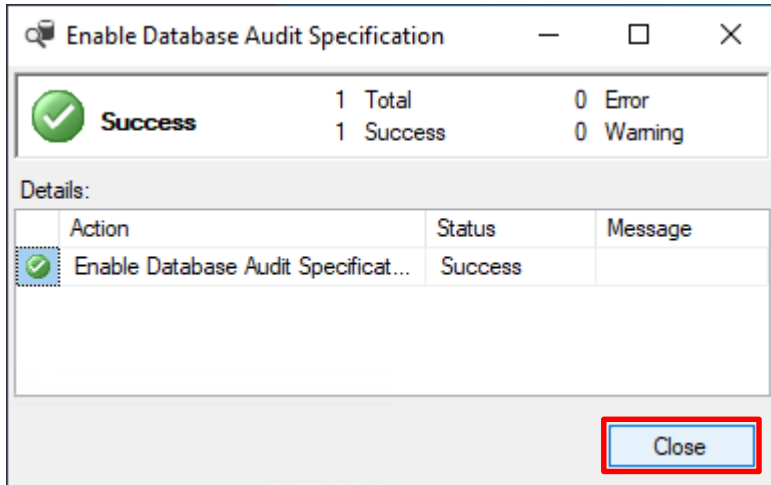 Enable Database Audit Specification
Success
1 Total 0 Error
1 Success 0 Warning
Details:
Action Status Message
Enable Database Audit Specificat... Success
Close